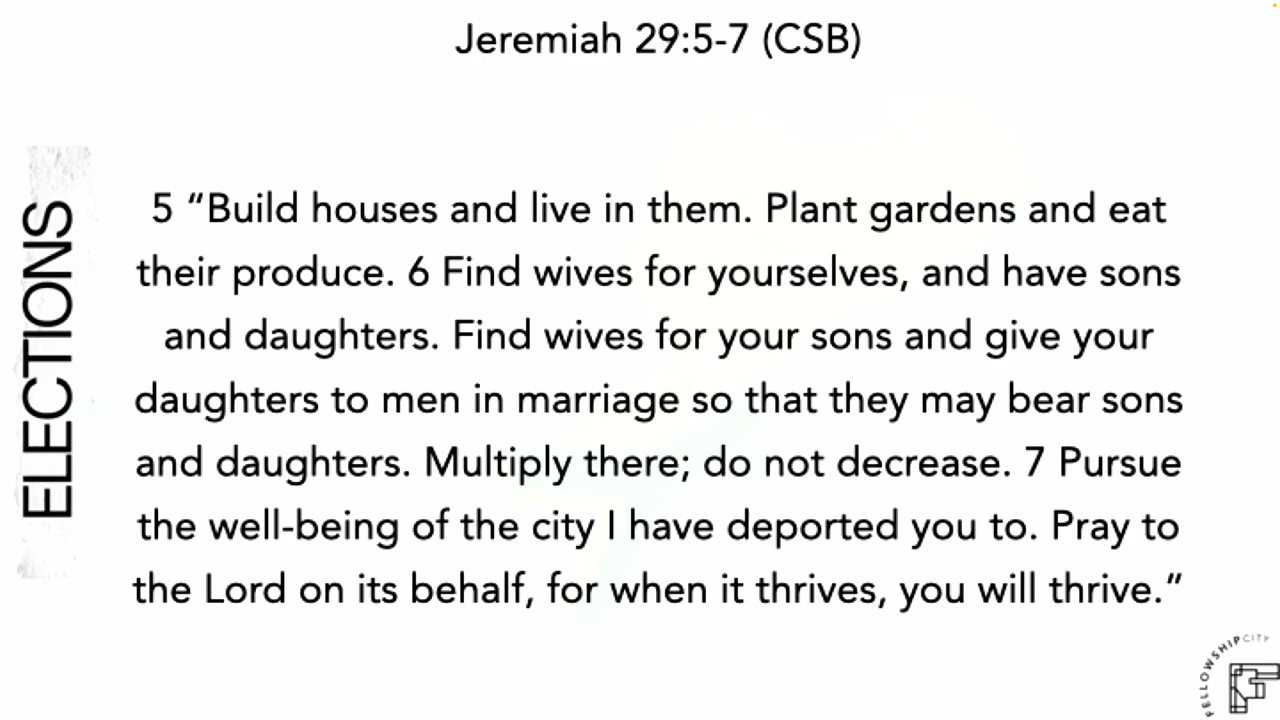 Jeremiah 29:5-7 (CSB)
ELECTIONS
5 “Build houses and live in them. Plant gardens and eat
their produce. 6 Find wives for yourselves, and have sons
and daughters. Find wives for your sons and give your
daughters to men in marriage so that they may bear sons
and daughters. Multiply there; do not decrease. 7 Pursue
the well-being of the city I have deported you to. Pray to
the Lord on its behalf, for when it thrives, you will thrive.”
FELLOWSHIPCITY